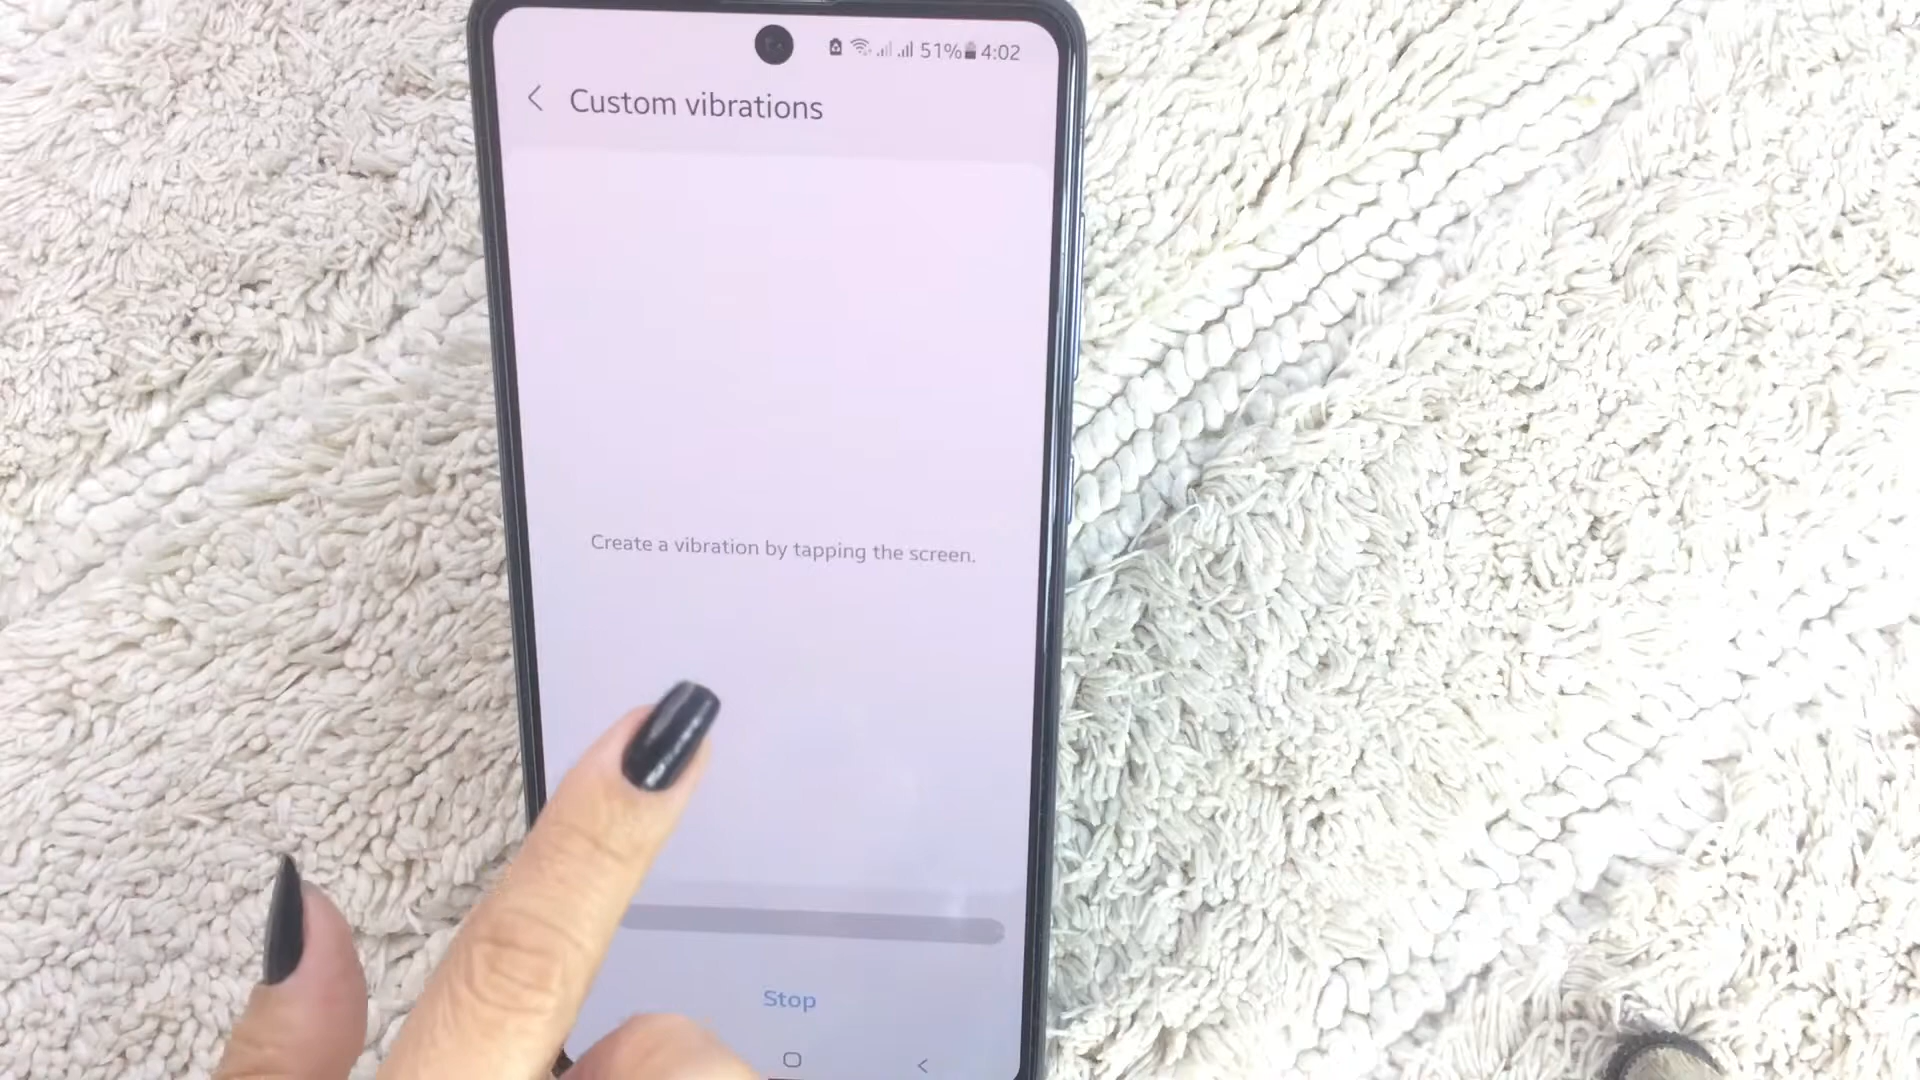 51% 4:02
Custom vibrations
Create a vibration by tapping the screen.
Stop